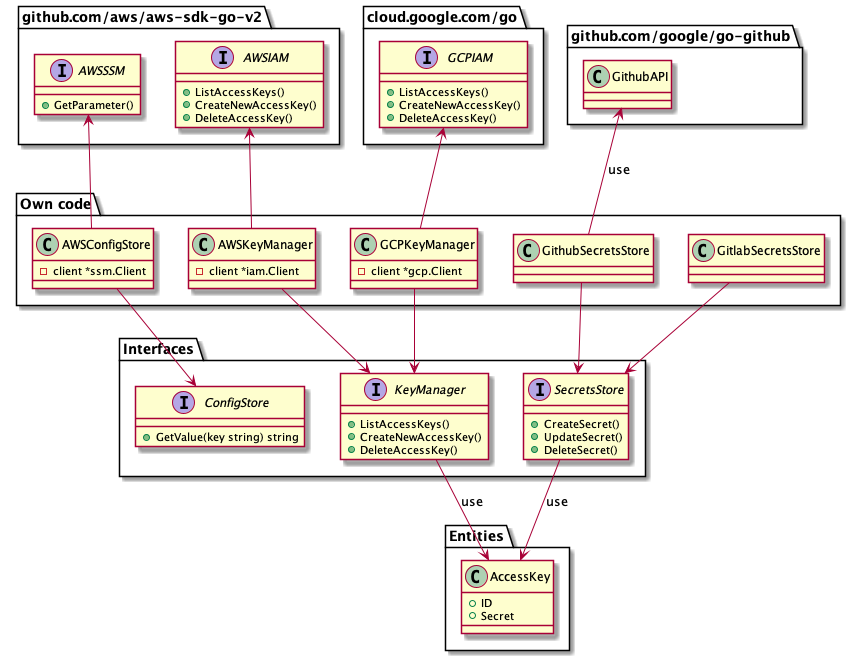 github.com/aws/aws-sdk-go-v2
I AWSSSM
GetParameter()
I AWSIAM
ListAccessKeys()
CreateNewAccessKey()
DeleteAccessKey()
cloud.google.com/go
I GCPIAM
ListAccessKeys()
CreateNewAccessKey()
DeleteAccessKey()
github.com/google/go-github
C GithubAPI
use
Own code
C AWSConfigStore
client *ssm.Client
C AWSKeyManager
client *iam.Client
C GCPKeyManager
client *gcp.Client
C GithubSecretsStore
C GitlabSecretsStore
Interfaces
I ConfigStore
GetValue(key string) string
I KeyManager
ListAccessKeys()
CreateNewAccessKey()
DeleteAccessKey()
I SecretsStore
CreateSecret()
UpdateSecret()
DeleteSecret()
use
use
Entities
C AccessKey
ID
Secret